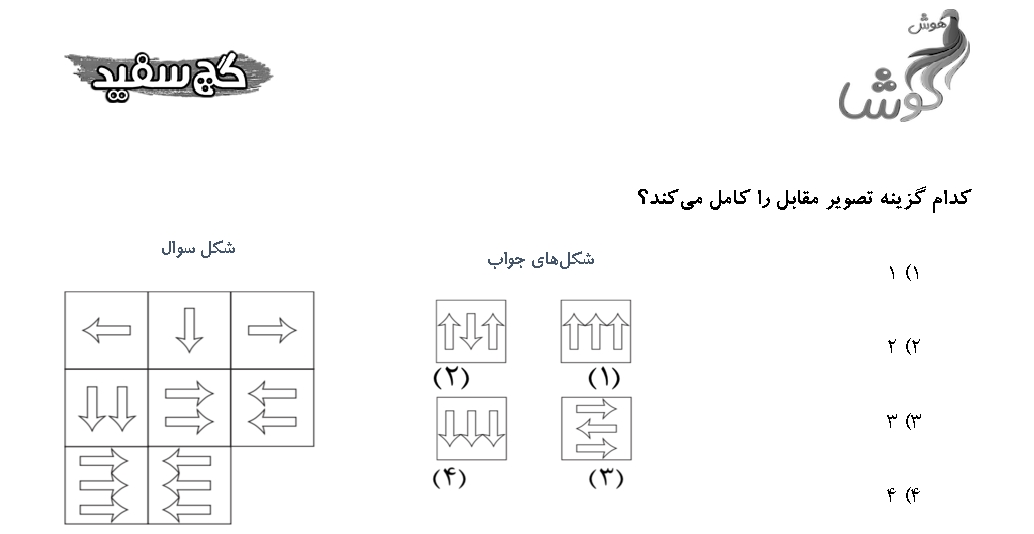 هوش
کوشا
گچ سفید
کدام گزینه تصویر مقابل را کامل می‌کند؟
شکل سوال
شکل‌های جواب
۱) ۱
۲) ۲
۳) ۳
۴) ۴
(۱)
(۲)
(۳)
(۴)